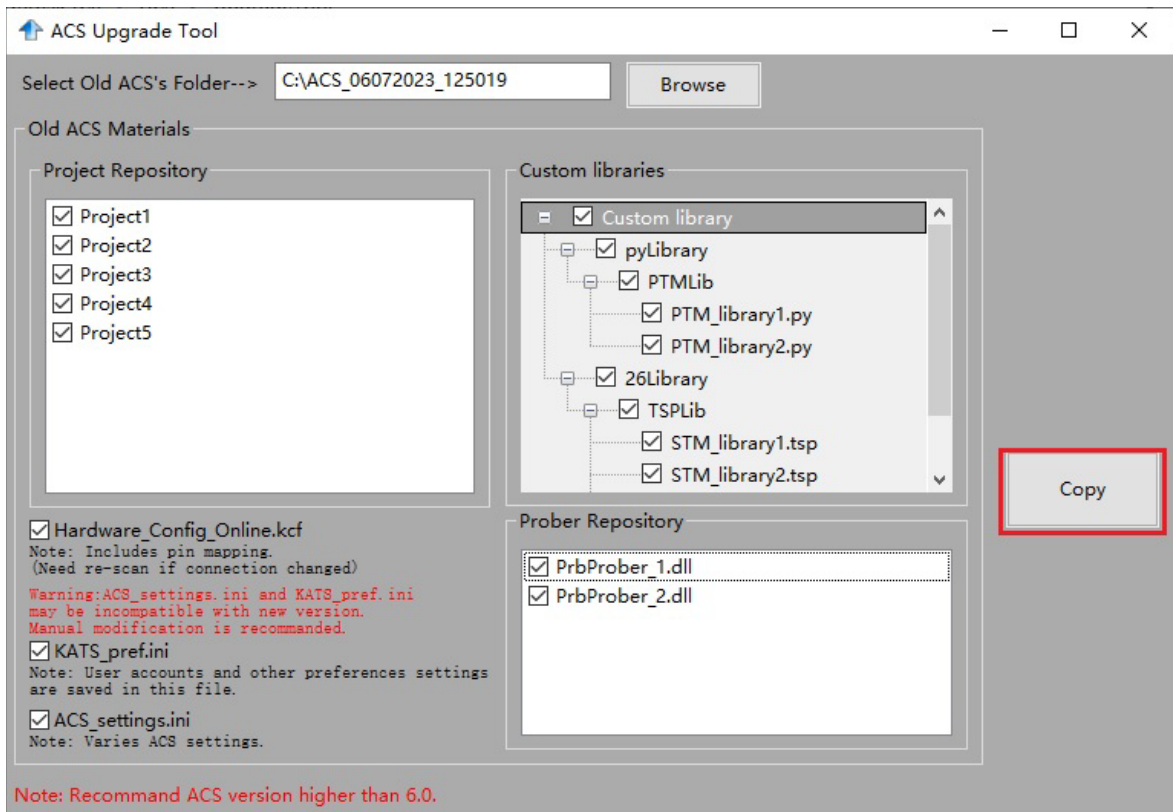 ACS Upgrade Tool
Select Old ACS's Folder-->
C:\ACS_06072023_125019
Browse
Old ACS Materials
Project Repository
Project1
Project2
Project3
Project4
Project5
Custom libraries
Custom library
pyLibrary
PTMLib
PTM_library1.py
PTM_library2.py
26Library
TSPLib
STM_library1.tsp
STM_library2.tsp
Copy
Hardware_Config_Online.kcf
Note: Includes pin mapping.
(Need re-scan if connection changed)
Warning:ACS_settings.ini and KATS_pref.ini
may be incompatible with new version.
Manual modification is recommanded.
KATS_pref.ini
Note: User accounts and other preferences settings
are saved in this file.
ACS_settings.ini
Note: Varies ACS settings.
Prober Repository
PrbProber_1.dll
PrbProber_2.dll
Note: Recommand ACS version higher than 6.0.